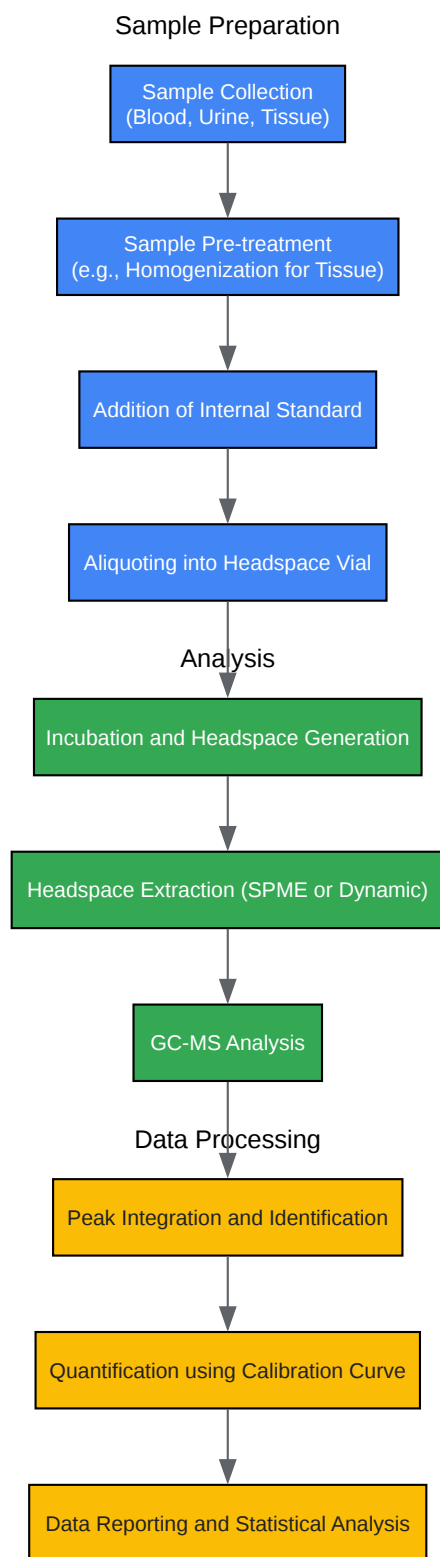 Sample Preparation
Sample Collection
(Blood, Urine, Tissue)
Sample Pre-treatment
(e.g., Homogenization for Tissue)
Addition of Internal Standard
Aliquoting into Headspace Vial
Analysis
Incubation and Headspace Generation
Headspace Extraction (SPME or Dynamic)
GC-MS Analysis
Data Processing
Peak Integration and Identification
Quantification using Calibration Curve
Data Reporting and Statistical Analysis